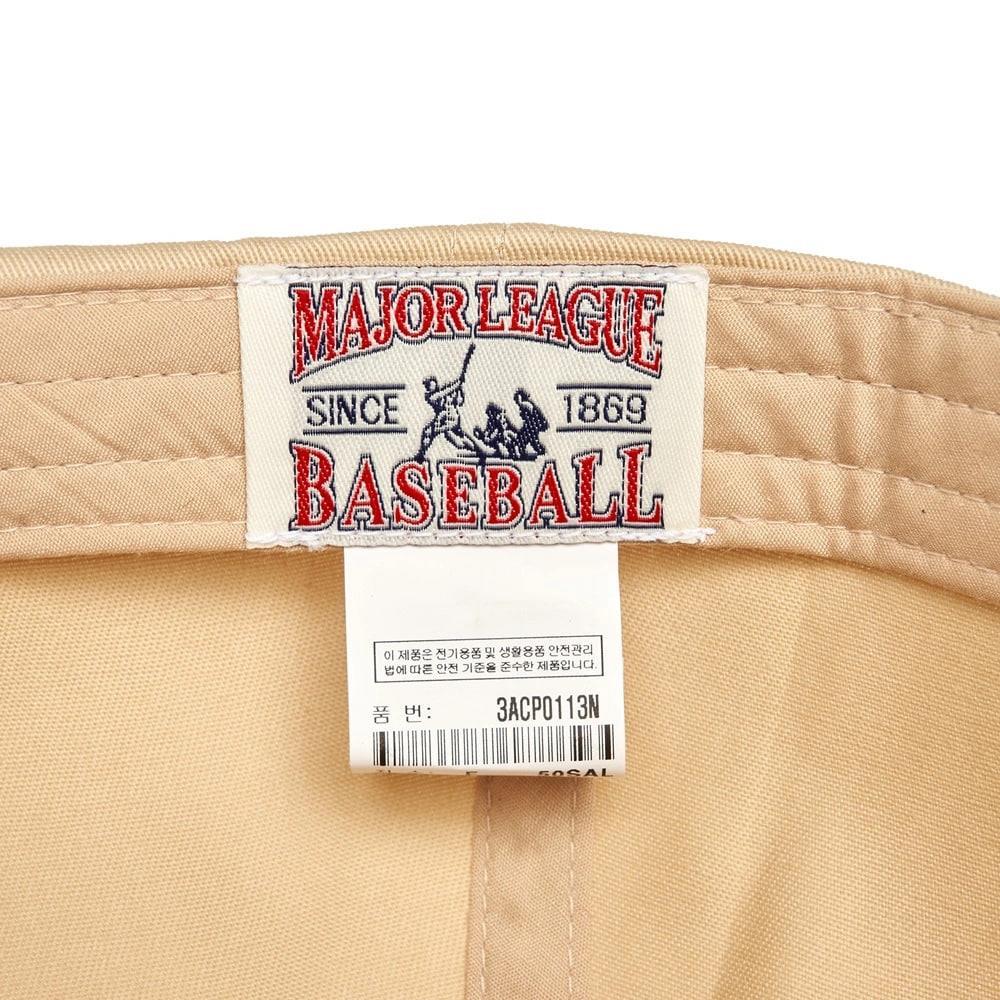 MAJOR LEAGUE
SINCE 1869
BASEBALL
이 제품은 전기용품 및 생활용품 안전관리
법에 따른 안전 기준을 준수한 제품입니다.
품 번: 3ACP0113N
50SAL